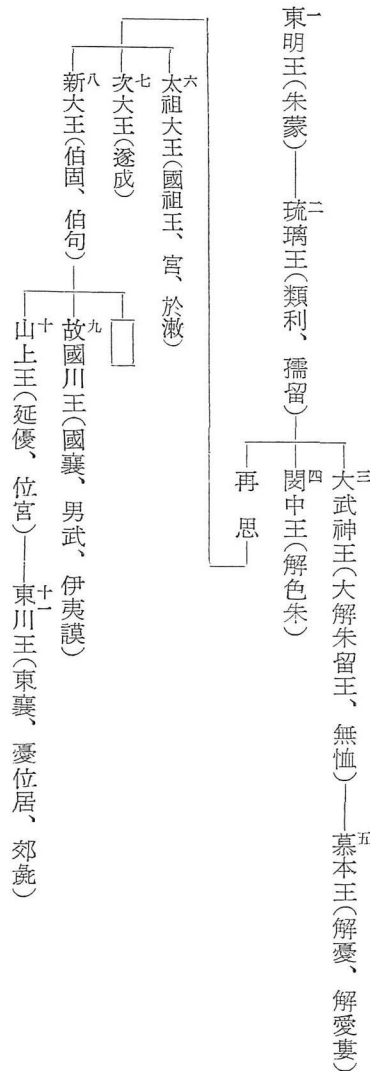 一東明王(朱蒙)
二琉璃王(類利、孺留)
三大武神王(大解朱留王、無恤)
五慕本王(解憂、解愛婁)
四閔中王(解色朱)
再思
六太祖大王(國祖王、宮、於漱)
七次大王(遂成)
八新大王(伯固、伯句)
九故國川王(國襄、男武、伊夷謨)
十山上王(延優、位宮)
十一東川王(東襄、憂位居、郊彘)